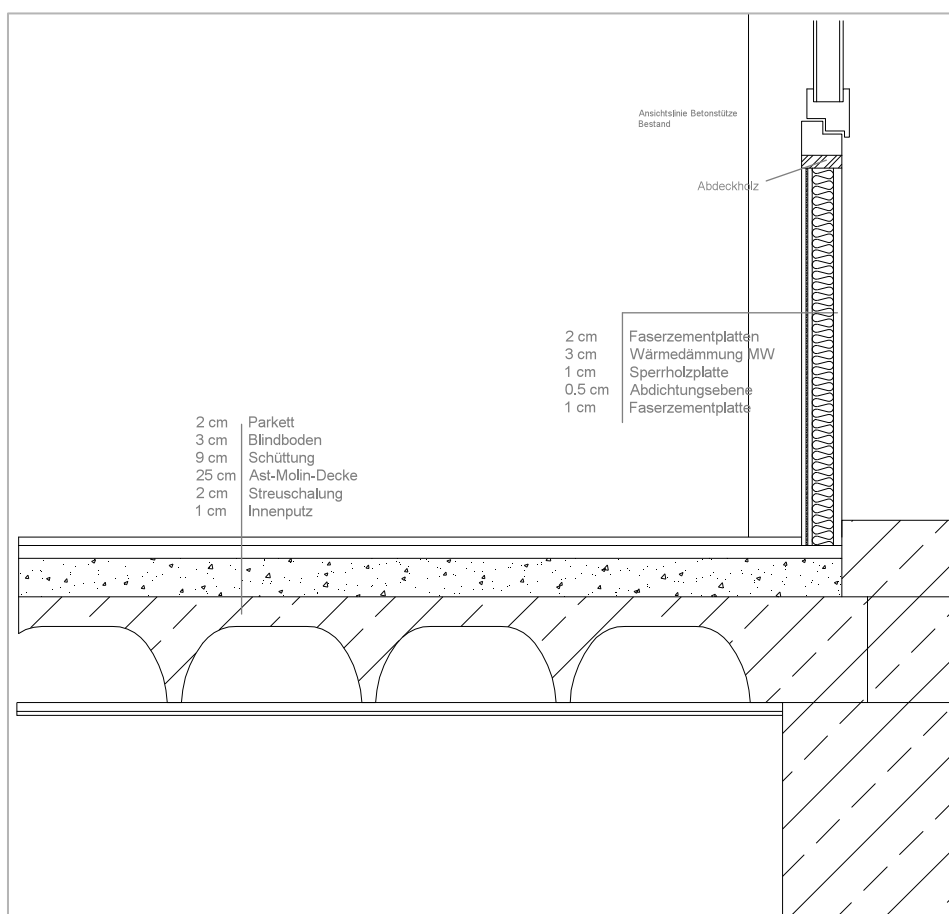 Ansichtslinie Betonstütze
Bestand
Abdeckholz
2 cm Faserzementplatten
3 cm Wärmedämmung MW
1 cm Sperrholzplatte
0.5 cm Abdichtungsebene
1 cm Faserzementplatte
2 cm Parkett
3 cm Blindboden
9 cm Schüttung
25 cm Ast-Molin-Decke
2 cm Streuschalung
1 cm Innenputz